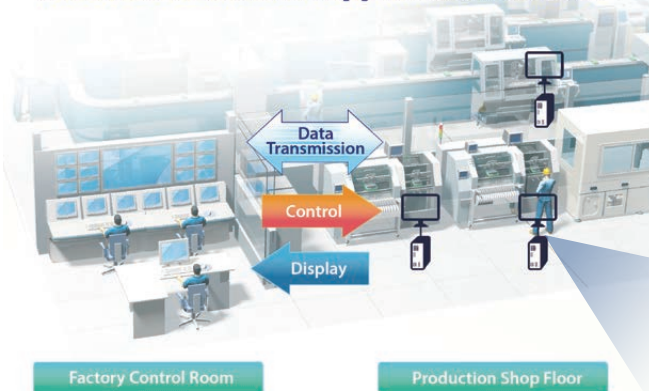 Data
Transmission
Control
Display
Factory Control Room
Production Shop Floor